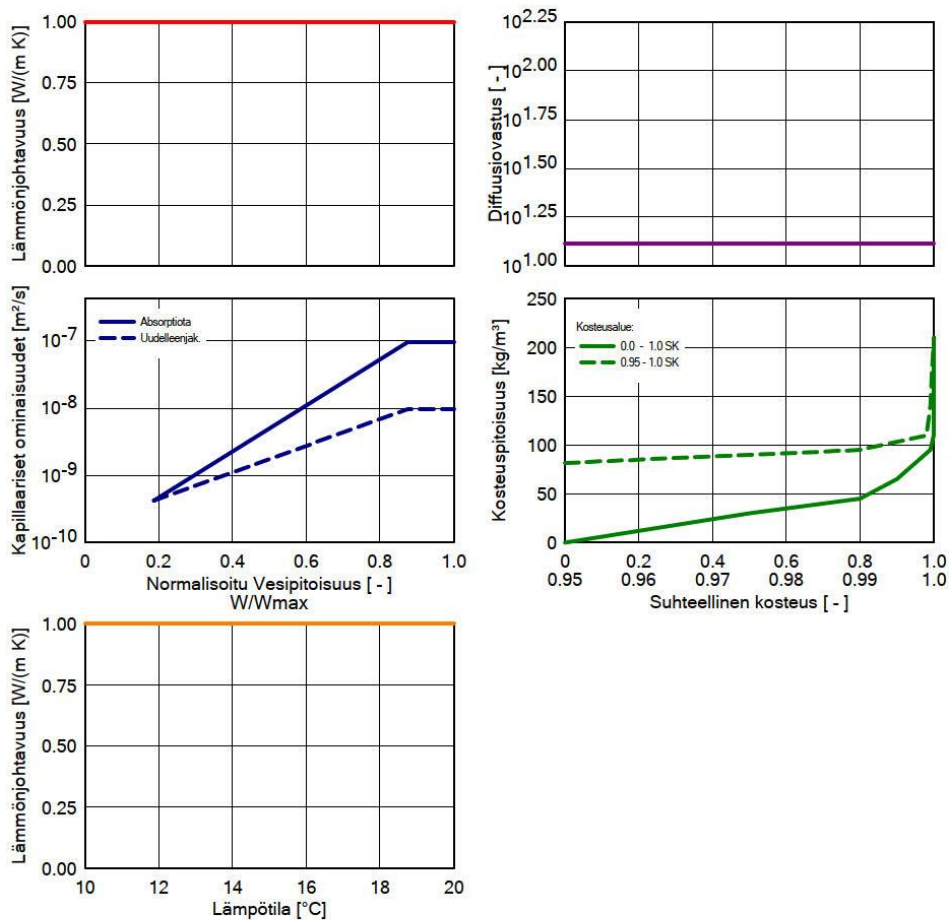 Lämmönjohtavuus [W/(m K)]
1.00
0.75
0.50
0.25
0.00
Diffuusiovastus [ - ]
10^2.25
10^2.00
10^1.75
10^1.50
10^1.25
10^1.00
Kapillaariset ominaisuudet [m²/s]
10^-7
10^-8
10^-9
10^-10
Absorptiota
Uudelleenjak.
0 0.2 0.4 0.6 0.8 1.0
Normalisoitu Vesipitoisuus [ - ]
W/Wmax
Kosteuspitoisuus [kg/m³]
250
200
150
100
50
0
Kosteusalue:
0.0 - 1.0 SK
0.95 - 1.0 SK
0 0.2 0.4 0.6 0.8 1.0
0.95 0.96 0.97 0.98 0.99 1.0
Suhteellinen kosteus [ - ]
Lämmönjohtavuus [W/(m K)]
1.00
0.75
0.50
0.25
0.00
10 12 14 16 18 20
Lämpötila [°C]